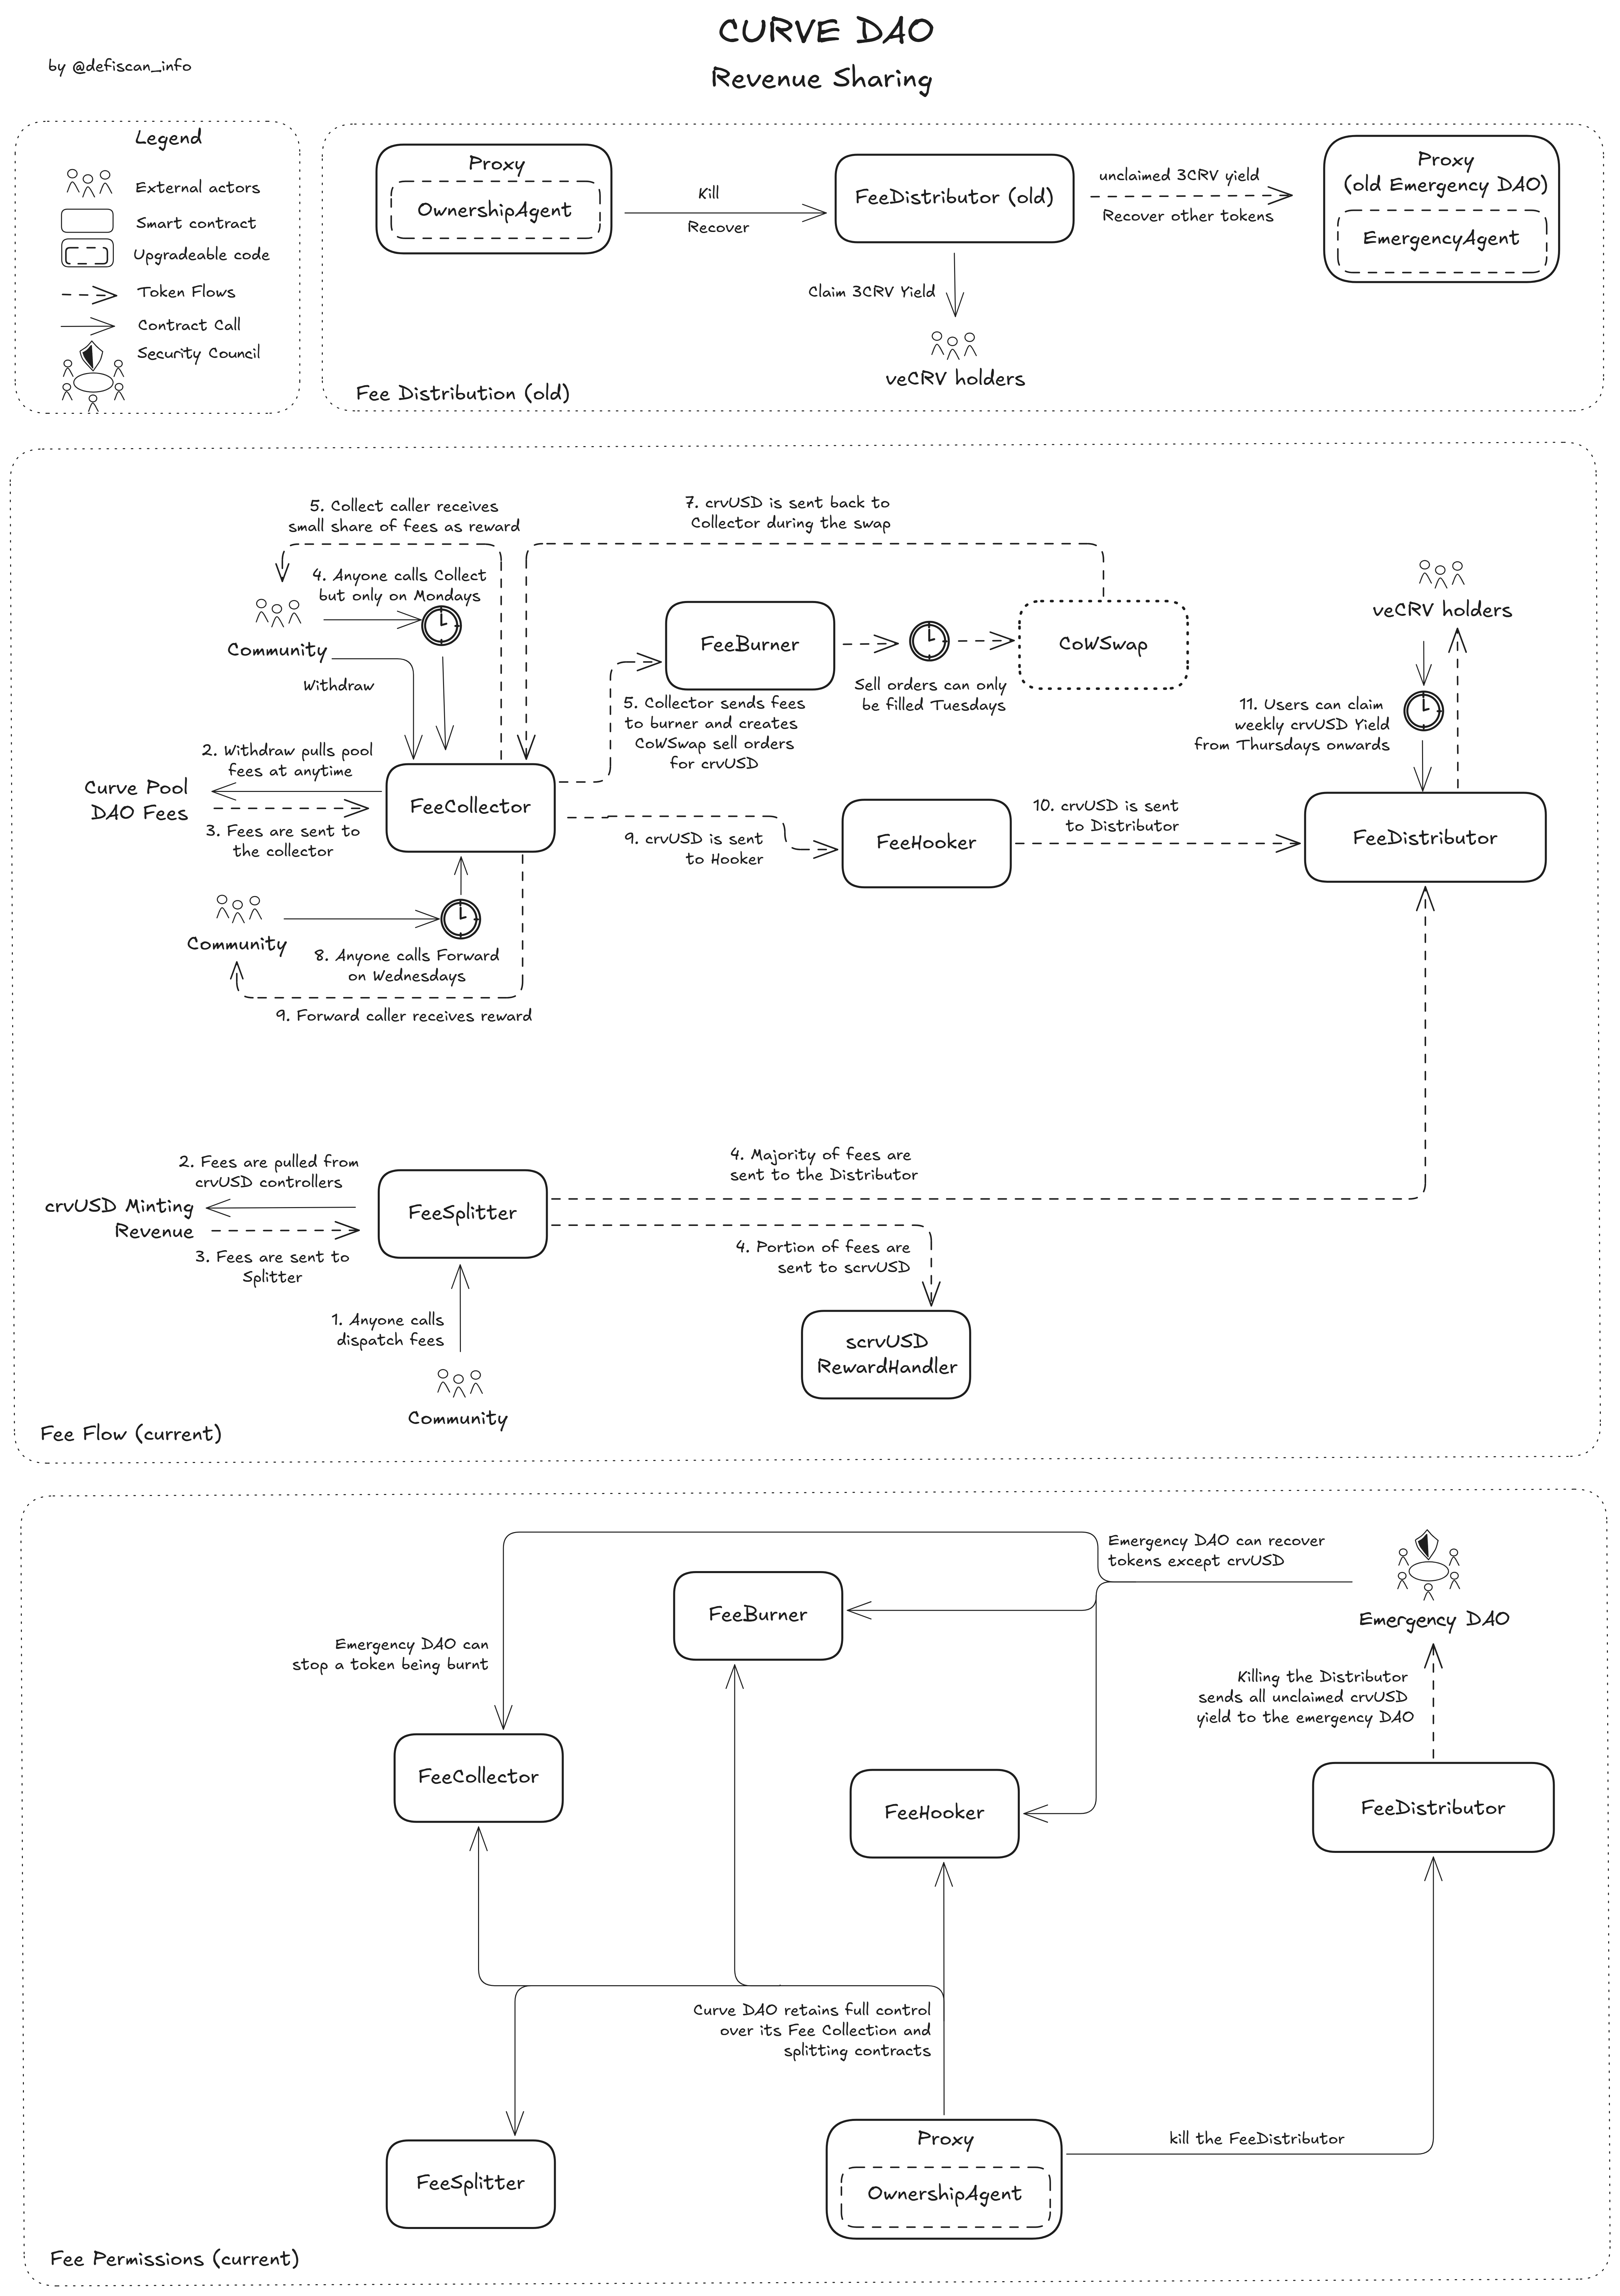 CURVE DAO
by @defiscan_info
Revenue Sharing
Legend
External actors
Smart contract
Upgradeable code
Token Flows
Contract Call
Security Council
Proxy
OwnershipAgent
Kill
Recover
FeeDistributor (old)
unclaimed 3CRV yield
Recover other tokens
Proxy
(old Emergency DAO)
EmergencyAgent
Claim 3CRV Yield
veCRV holders
Fee Distribution (old)
5. Collect caller receives
small share of fees as reward
7. crvUSD is sent back to
Collector during the swap
4. Anyone calls Collect
but only on Mondays
Community
Withdraw
FeeBurner
CoWSwap
Sell orders can only
be filled Tuesdays
veCRV holders
5. Collector sends fees
to burner and creates
CoWSwap sell orders
for crvUSD
11. Users can claim
weekly crvUSD Yield
from Thursdays onwards
2. Withdraw pulls pool
fees at anytime
Curve Pool
DAO Fees
3. Fees are sent to
the collector
FeeCollector
9. crvUSD is sent
to Hooker
FeeHooker
10. crvUSD is sent
to Distributor
FeeDistributor
Community
8. Anyone calls Forward
on Wednesdays
9. Forward caller receives reward
2. Fees are pulled from
crvUSD controllers
crvUSD Minting
Revenue
3. Fees are sent to
Splitter
FeeSplitter
4. Majority of fees are
sent to the Distributor
4. Portion of fees are
sent to scrvUSD
1. Anyone calls
dispatch fees
scrvUSD
RewardHandler
Community
Fee Flow (current)
Emergency DAO can recover
tokens except crvUSD
FeeBurner
Emergency DAO
Emergency DAO can
stop a token being burnt
Killing the Distributor
sends all unclaimed crvUSD
yield to the emergency DAO
FeeCollector
FeeHooker
FeeDistributor
Curve DAO retains full control
over its Fee Collection and
splitting contracts
Proxy
OwnershipAgent
kill the FeeDistributor
FeeSplitter
Fee Permissions (current)